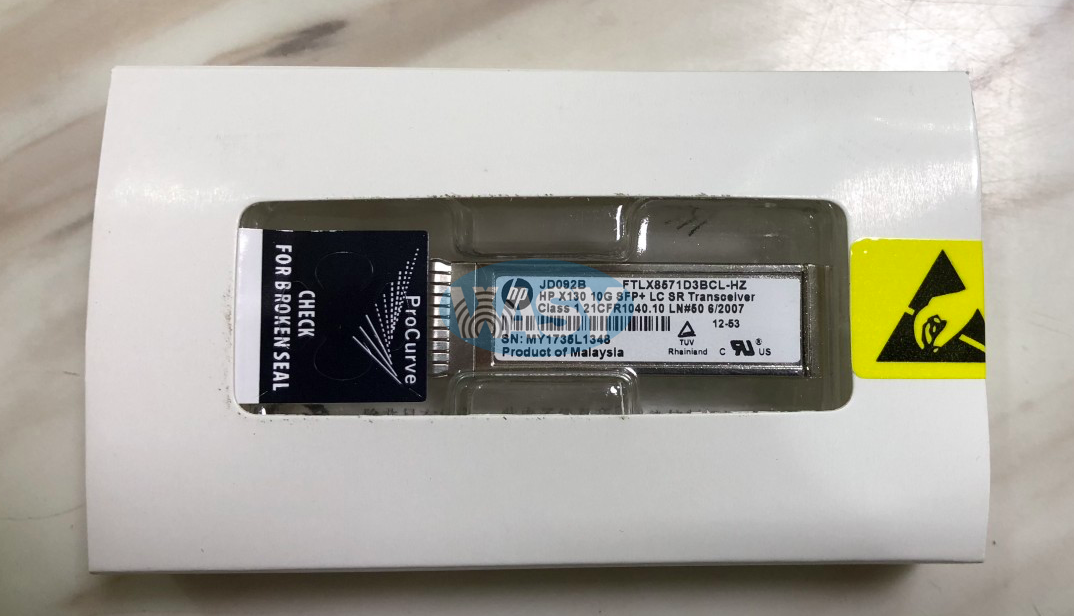 CHECK
FOR BROKEN SEAL
ProCurve
hp
JD092B FTLX8571D3BCL-HZ
HP X130 10G SFP+ LC SR Transceiver
Class 1 21CFR1040.10 LN#50 6/2007
12-53
SN: MY1735L1348
Product of Malaysia
TUV
Rheinland
C US
®